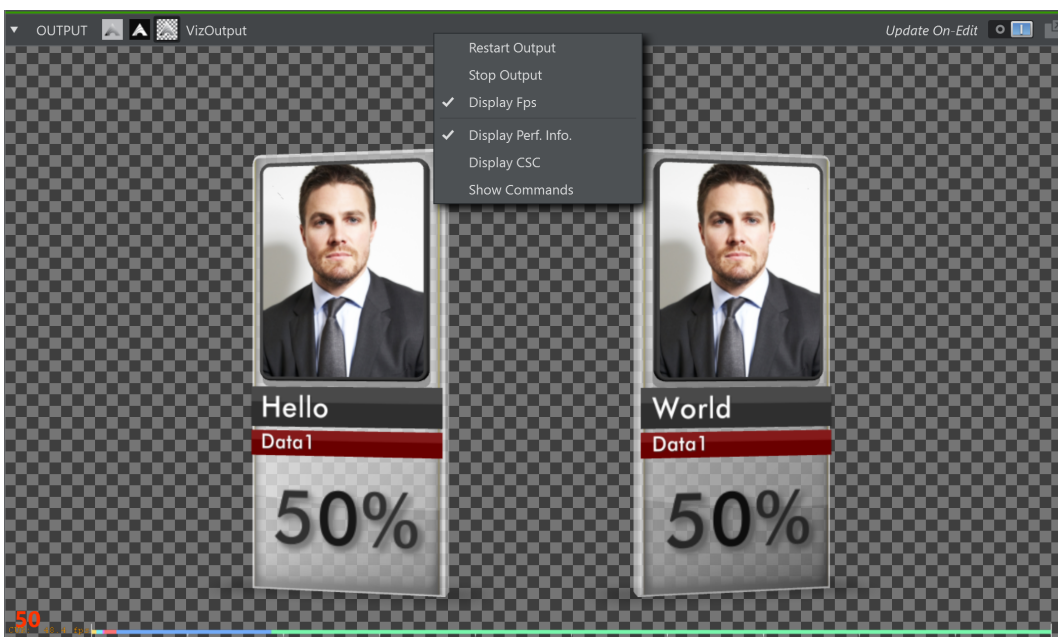 OUTPUT VizOutput Update On-Edit
Restart Output
Stop Output
Display Fps
Display Perf. Info.
Display CSC
Show Commands
Hello World
Data1 Data1
50% 50%
50